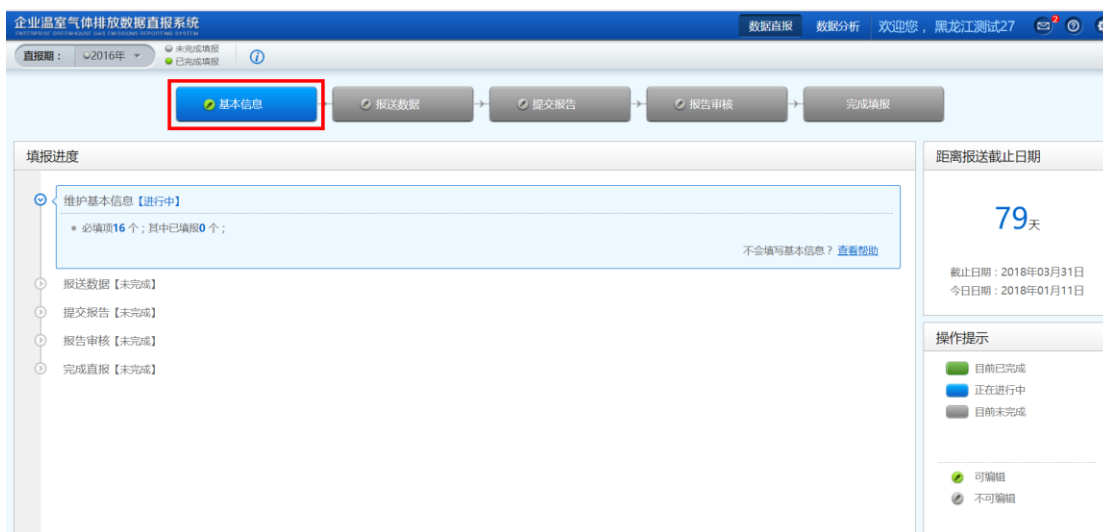 企业温室气体排放数据直报系统
ENTERPRISE GREENHOUSE GAS EMISSIONS REPORTING SYSTEM
数据直报 数据分析 欢迎您，黑龙江测试27 2
直报期： 2016年
未完成填报
已完成填报
基本信息 报送数据 提交报告 报告审核 完成填报
填报进度
维护基本信息【进行中】
必填项16 个；其中已填报0 个；
不会填写基本信息？ 查看帮助
报送数据【未完成】
提交报告【未完成】
报告审核【未完成】
完成直报【未完成】
距离报送截止日期
79天
截止日期：2018年03月31日
今日日期：2018年01月11日
操作提示
目前已完成
正在进行中
目前未完成
可编辑
不可编辑